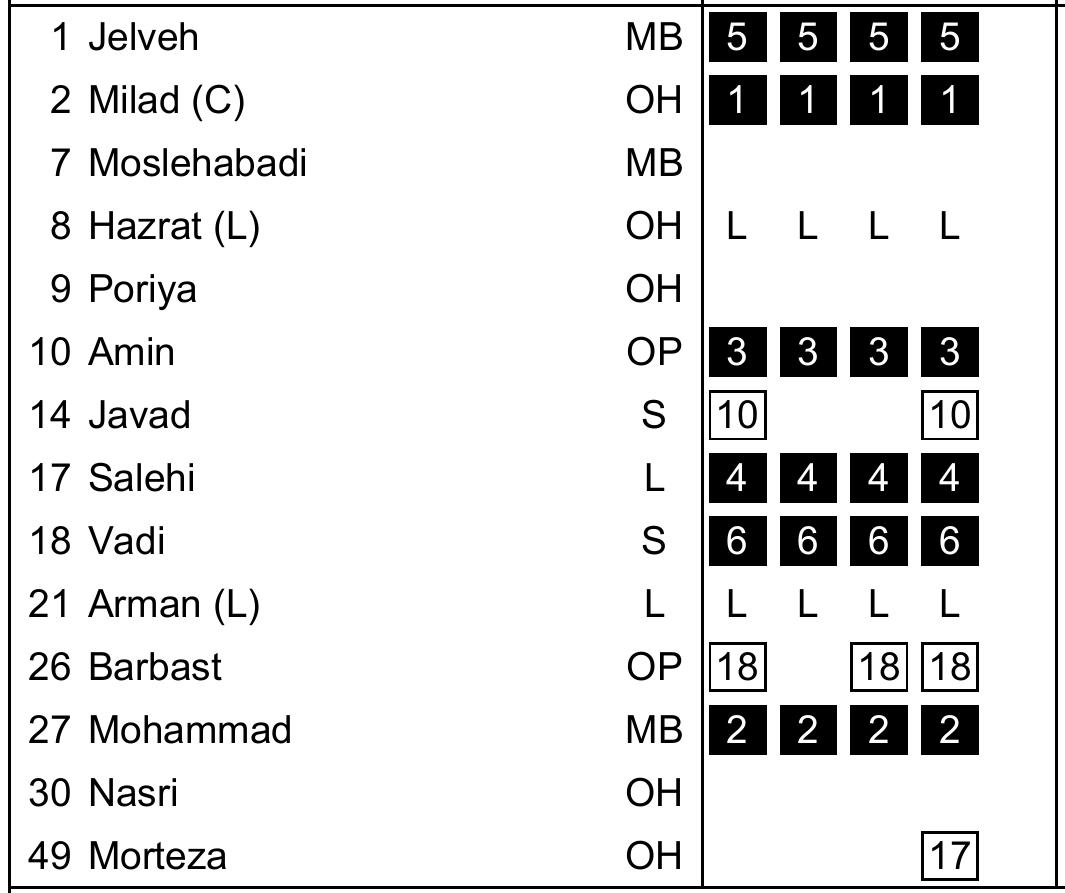 1 Jelveh MB 5 5 5 5
2 Milad (C) OH 1 1 1 1
7 Moslehabadi MB
8 Hazrat (L) OH L L L L
9 Poriya OH
10 Amin OP 3 3 3 3
14 Javad S 10 10
17 Salehi L 4 4 4 4
18 Vadi S 6 6 6 6
21 Arman (L) L L L L L
26 Barbast OP 18 18 18
27 Mohammad MB 2 2 2 2
30 Nasri OH
49 Morteza OH 17